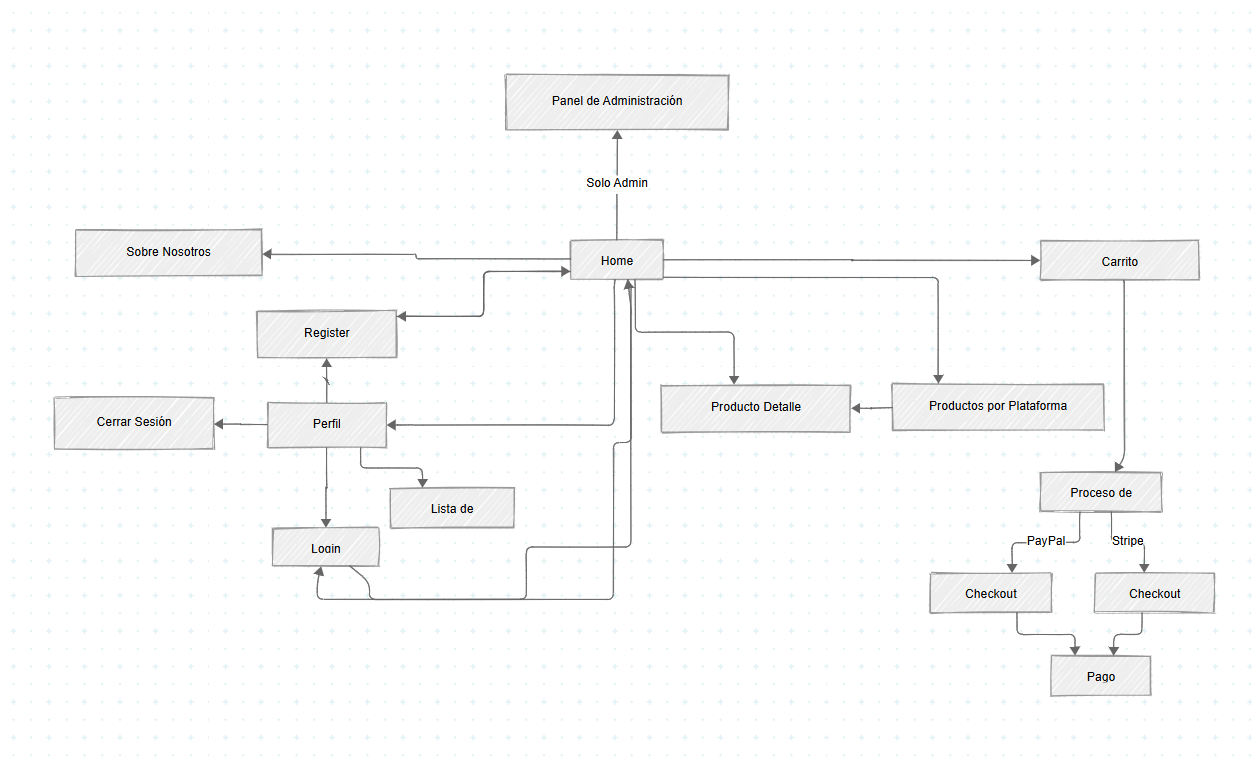 Panel de Administración
Solo Admin
Sobre Nosotros
Home
Carrito
Register
Producto Detalle
Productos por Plataforma
Cerrar Sesión
Perfil
Lista de
Proceso de
Login
PayPal
Stripe
Checkout
Checkout
Pago